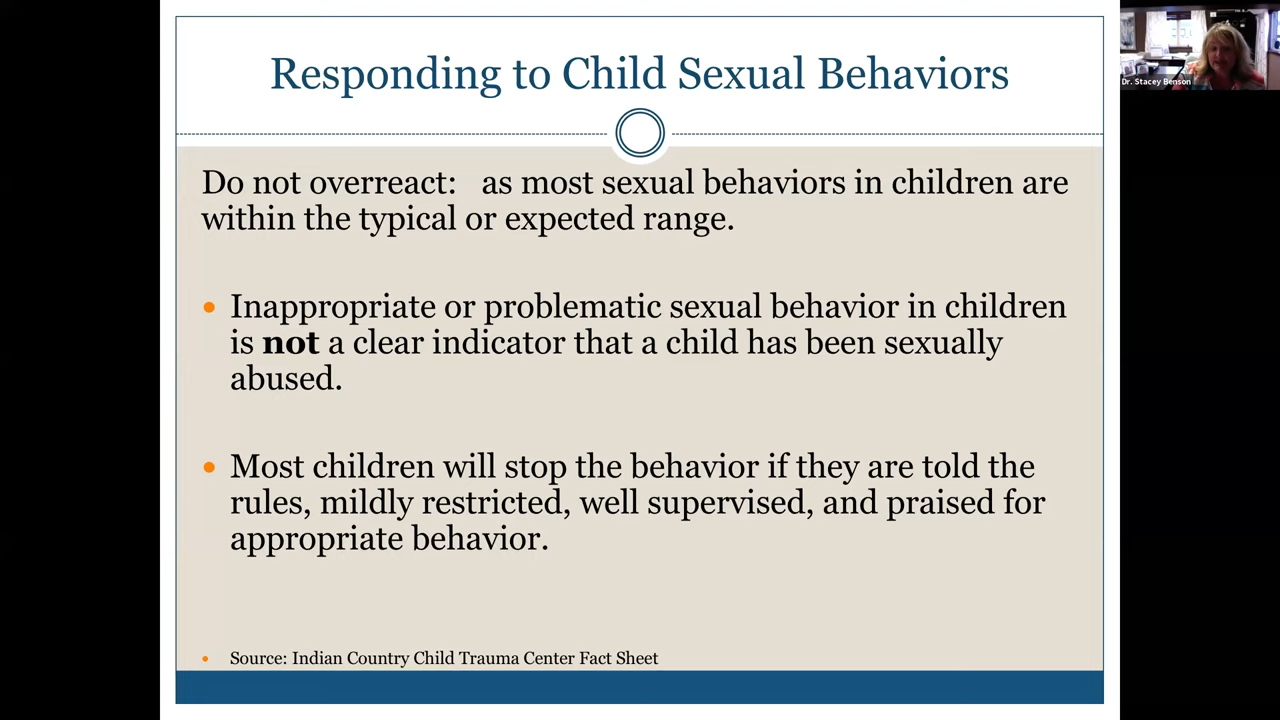 Responding to Child Sexual Behaviors
Dr. Stacey Benson
Do not overreact: as most sexual behaviors in children are
within the typical or expected range.
• Inappropriate or problematic sexual behavior in children
is not a clear indicator that a child has been sexually
abused.
• Most children will stop the behavior if they are told the
rules, mildly restricted, well supervised, and praised for
appropriate behavior.
• Source: Indian Country Child Trauma Center Fact Sheet